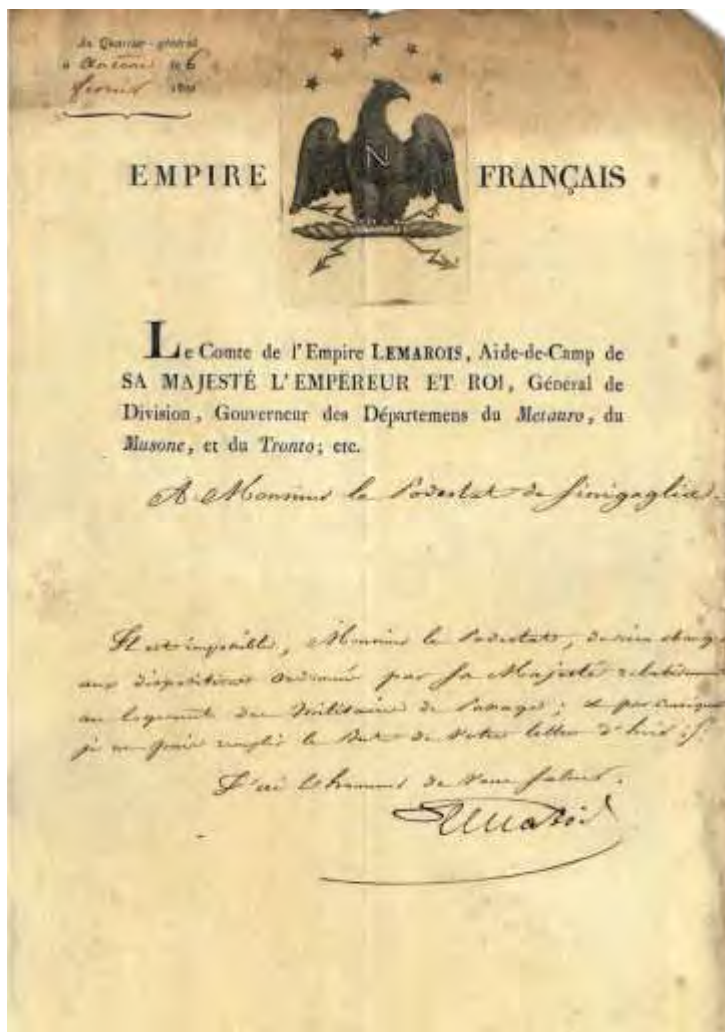 Au Quartier-général
à Ancône le 6
EMPIRE FRANÇAIS
N
Le Comte de l'Empire LEMAROIS, Aide-de-Camp de
SA MAJESTÉ L'EMPEREUR ET ROI, Général de
Division, Gouverneur des Départemens du Metauro, du
Musone, et du Tronto; etc.
A Monsieur le Podestat de Sinigaglia.
Il est impossible, Monsieur le Podestat, de rien changer
aux dispositions ordonnées par Sa Majesté relativement
au logement des Militaires de Passage; et par
je ne puis remplir le But de votre lettre d'hier.
J'ai l'honneur de vous saluer.
Lemarois